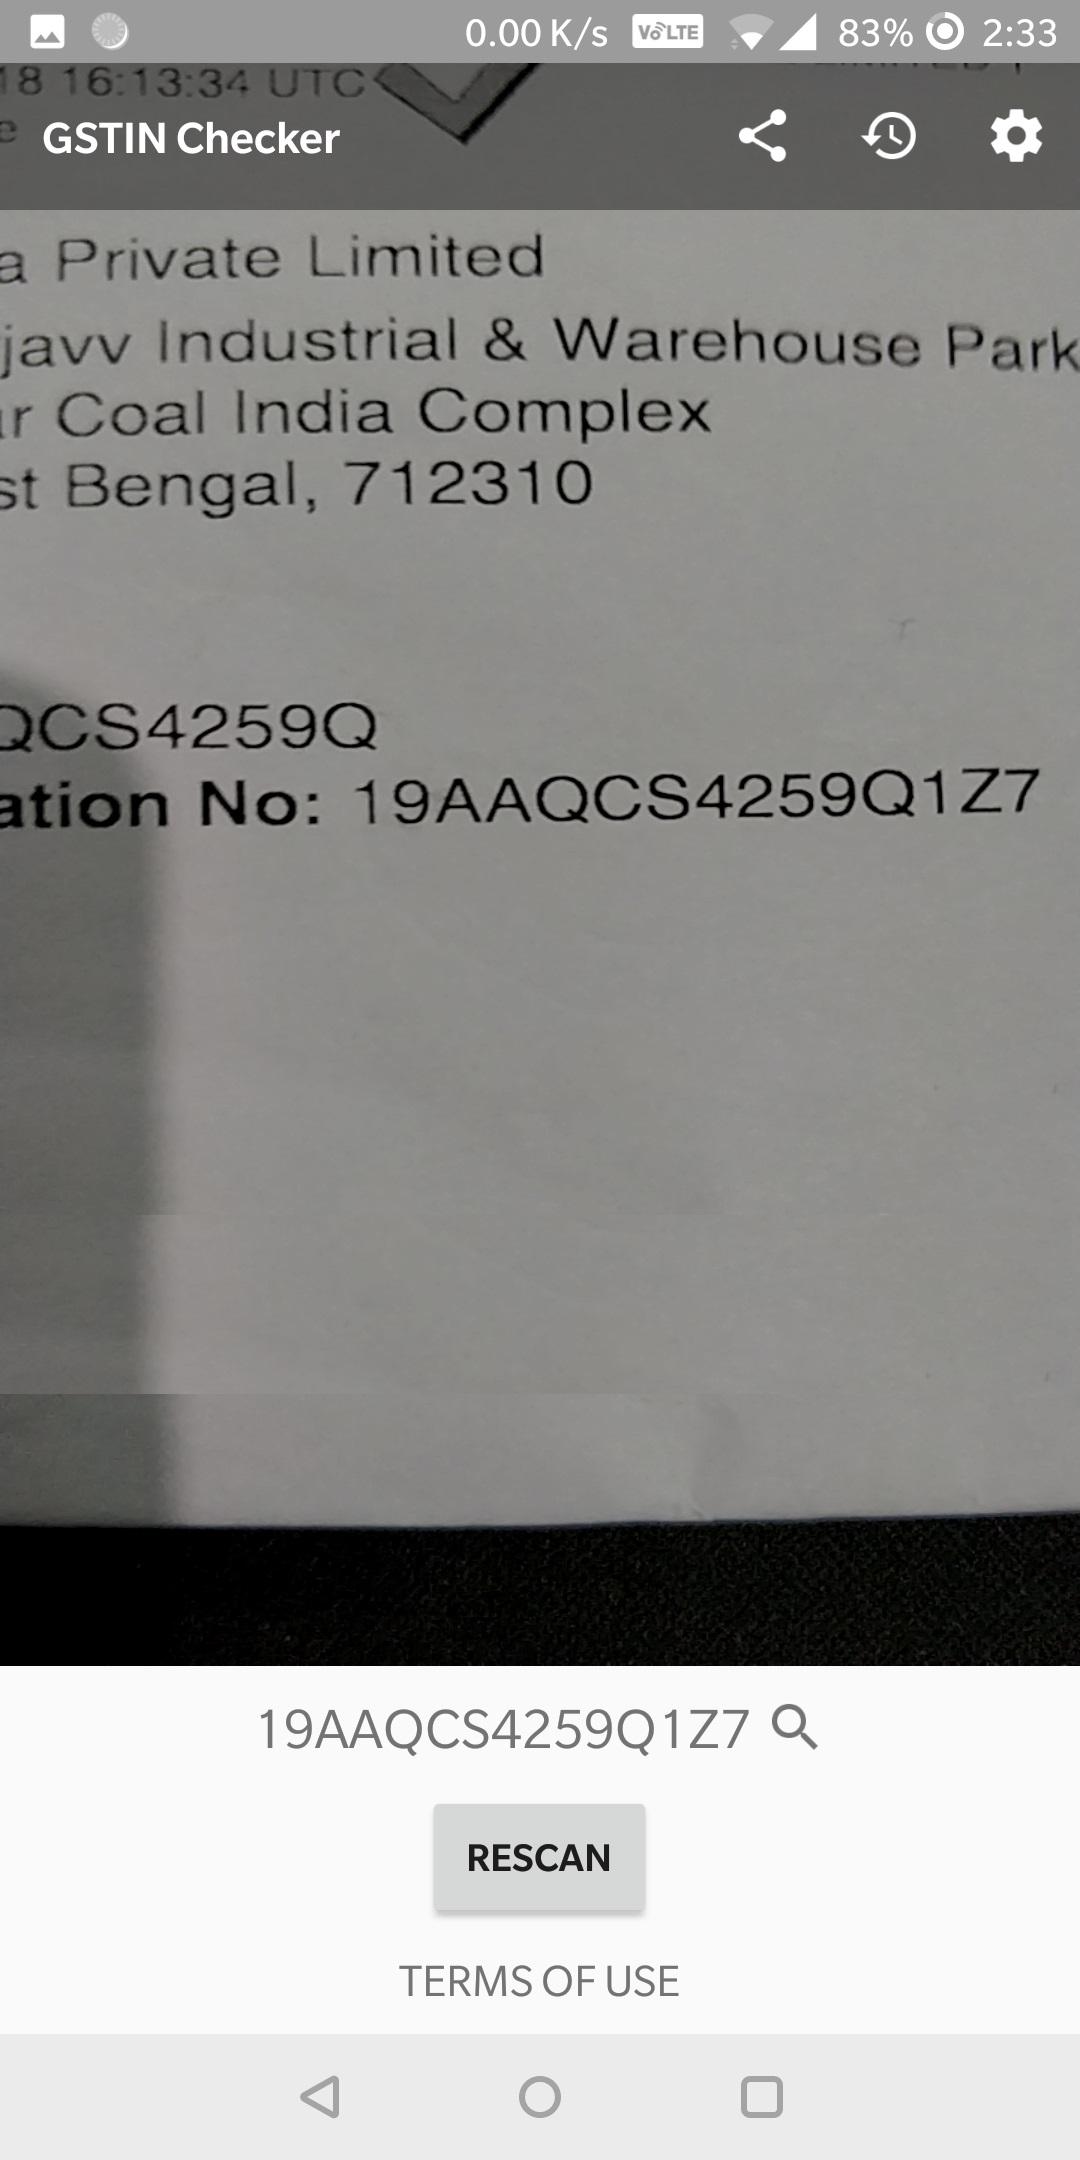 0.00 K/s VoLTE 83% 2:33
18 16:13:34 UTC
e
GSTIN Checker
a Private Limited
javv Industrial & Warehouse Park
r Coal India Complex
st Bengal, 712310
QCS4259Q
ation No: 19AAQCS4259Q1Z7
19AAQCS4259Q1Z7
RESCAN
TERMS OF USE